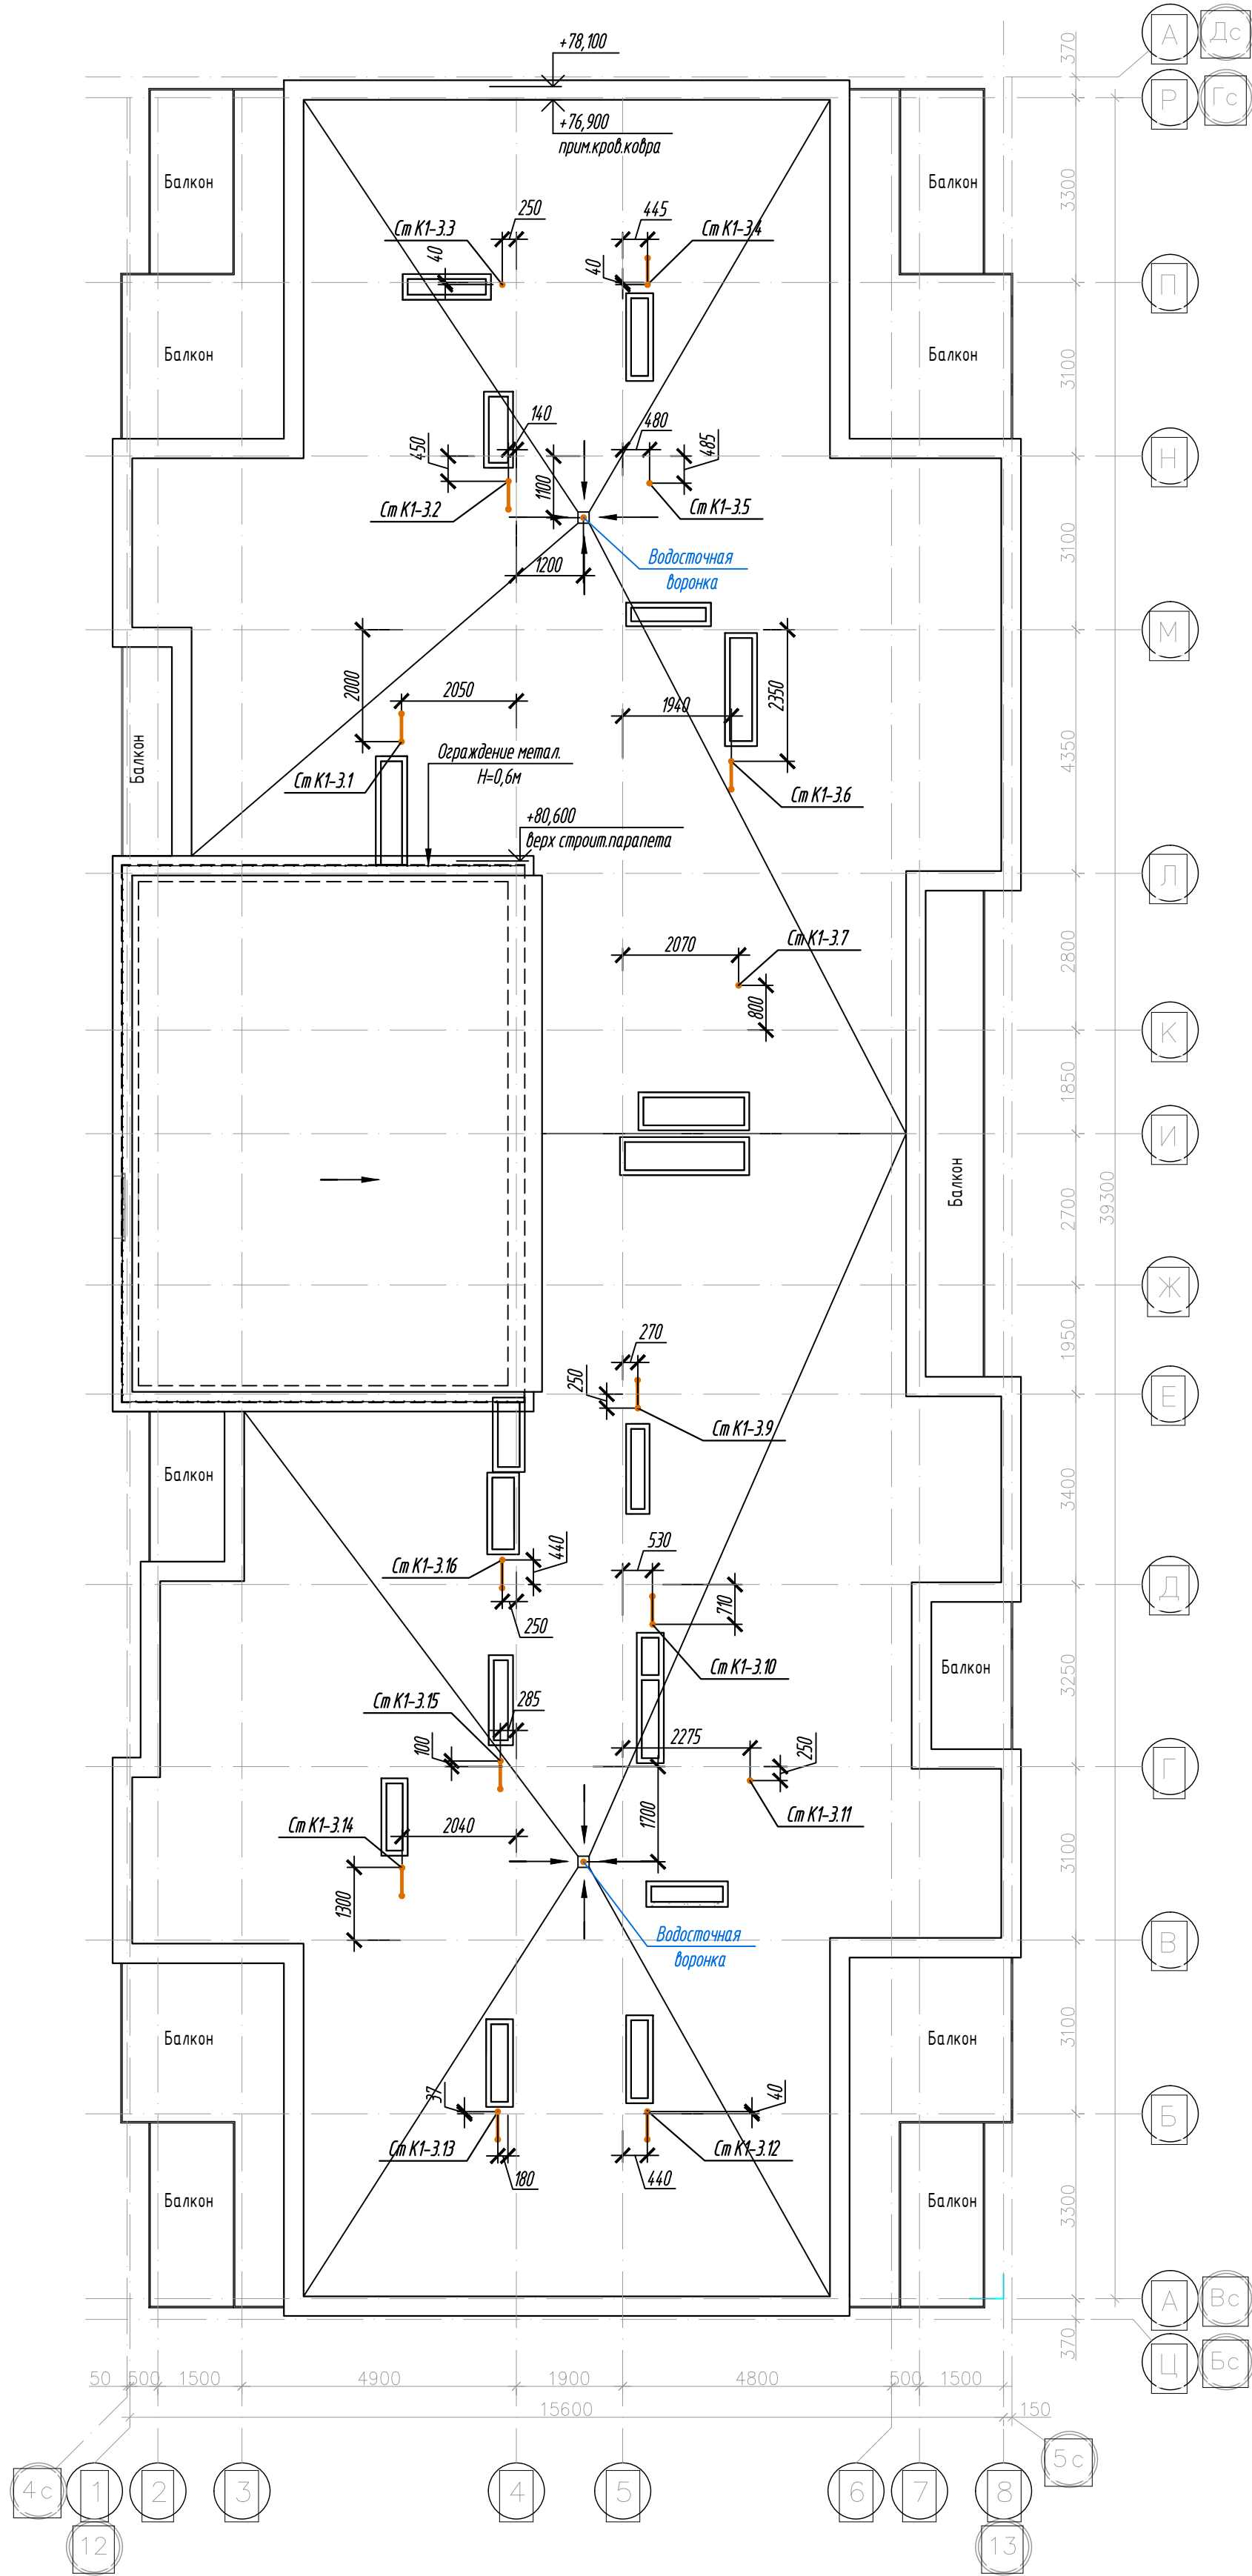 +78,100
А
Дс
370
Р
Гс
+76,900
прим.кров.ковра
Балкон
Балкон
3300
250
445
Ст К1-3.3
Ст К1-3.4
40
40
П
Балкон
Балкон
3100
140
480
450
485
1100
Н
Ст К1-3.2
Ст К1-3.5
3100
Водосточная
воронка
1200
М
2000
2050
1940
2350
4350
Балкон
Ограждение метал.
Н=0,6м
Ст К1-3.1
Ст К1-3.6
+80,600
верх строит.парапета
Л
2070
Ст К1-3.7
2800
800
К
1850
И
Балкон
2700
39300
Ж
270
1950
250
Е
Ст К1-3.9
Балкон
3400
440
530
Ст К1-3.16
Д
710
250
Балкон
Ст К1-3.10
3250
Ст К1-3.15
285
100
2275
250
Г
1700
Ст К1-3.14
2040
Ст К1-3.11
3100
1300
Водосточная
воронка
В
Балкон
Балкон
3100
37
40
Б
Ст К1-3.13
Ст К1-3.12
180
440
Балкон
Балкон
3300
А
Вс
370
Ц
Бс
50
500
1500
4900
1900
4800
500
1500
15600
150
5с
4с
1
2
3
4
5
6
7
8
12
13